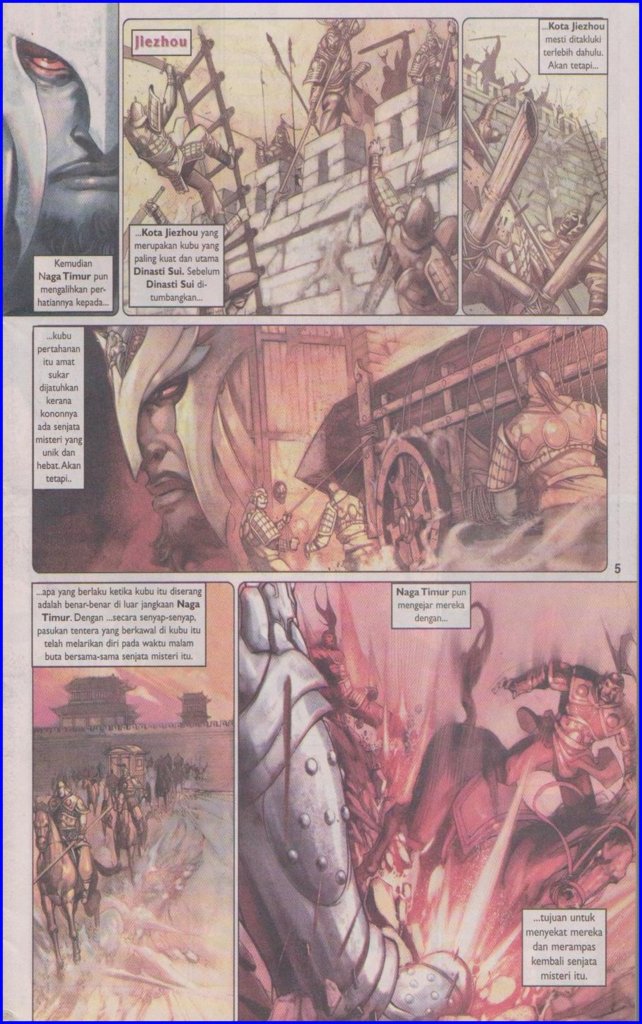 Kemudian
Naga Timur pun
mengalihkan per-
hatiannya kepada...
Jiezhou
...Kota Jiezhou yang
merupakan kubu yang
paling kuat dan utama
Dinasti Sui. Sebelum
Dinasti Sui di-
tumbangkan...
...Kota Jiezhou
mesti ditakluki
terlebih dahulu.
Akan tetapi...
...kubu
pertahanan
itu amat
sukar
dijatuhkan
kerana
kononnya
ada senjata
misteri yang
unik dan
hebat. Akan
tetapi..
5
...apa yang berlaku ketika kubu itu diserang
adalah benar-benar di luar jangkaan Naga
Timur. Dengan ...secara senyap-senyap,
pasukan tentera yang berkawal di kubu itu
telah melarikan diri pada waktu malam
buta bersama-sama senjata misteri itu.
Naga Timur pun
mengejar mereka
dengan...
...tujuan untuk
menyekat mereka
dan merampas
kembali senjata
misteri itu.